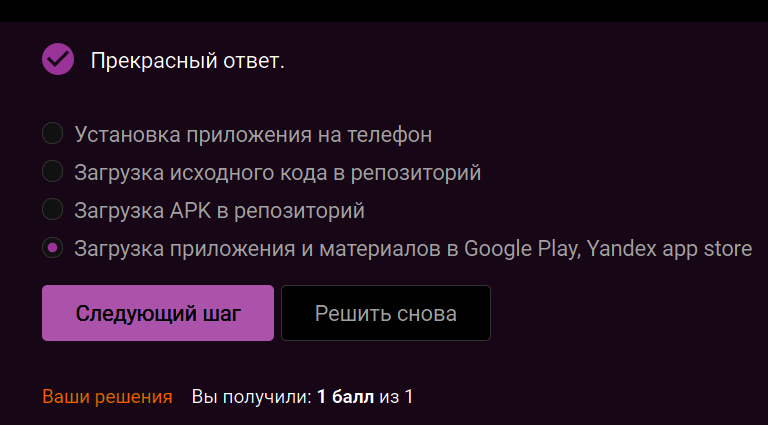 Прекрасный ответ.
Установка приложения на телефон
Загрузка исходного кода в репозиторий
Загрузка APK в репозиторий
Загрузка приложения и материалов в Google Play, Yandex app store
Следующий шаг Решить снова
Ваши решения Вы получили: 1 балл из 1